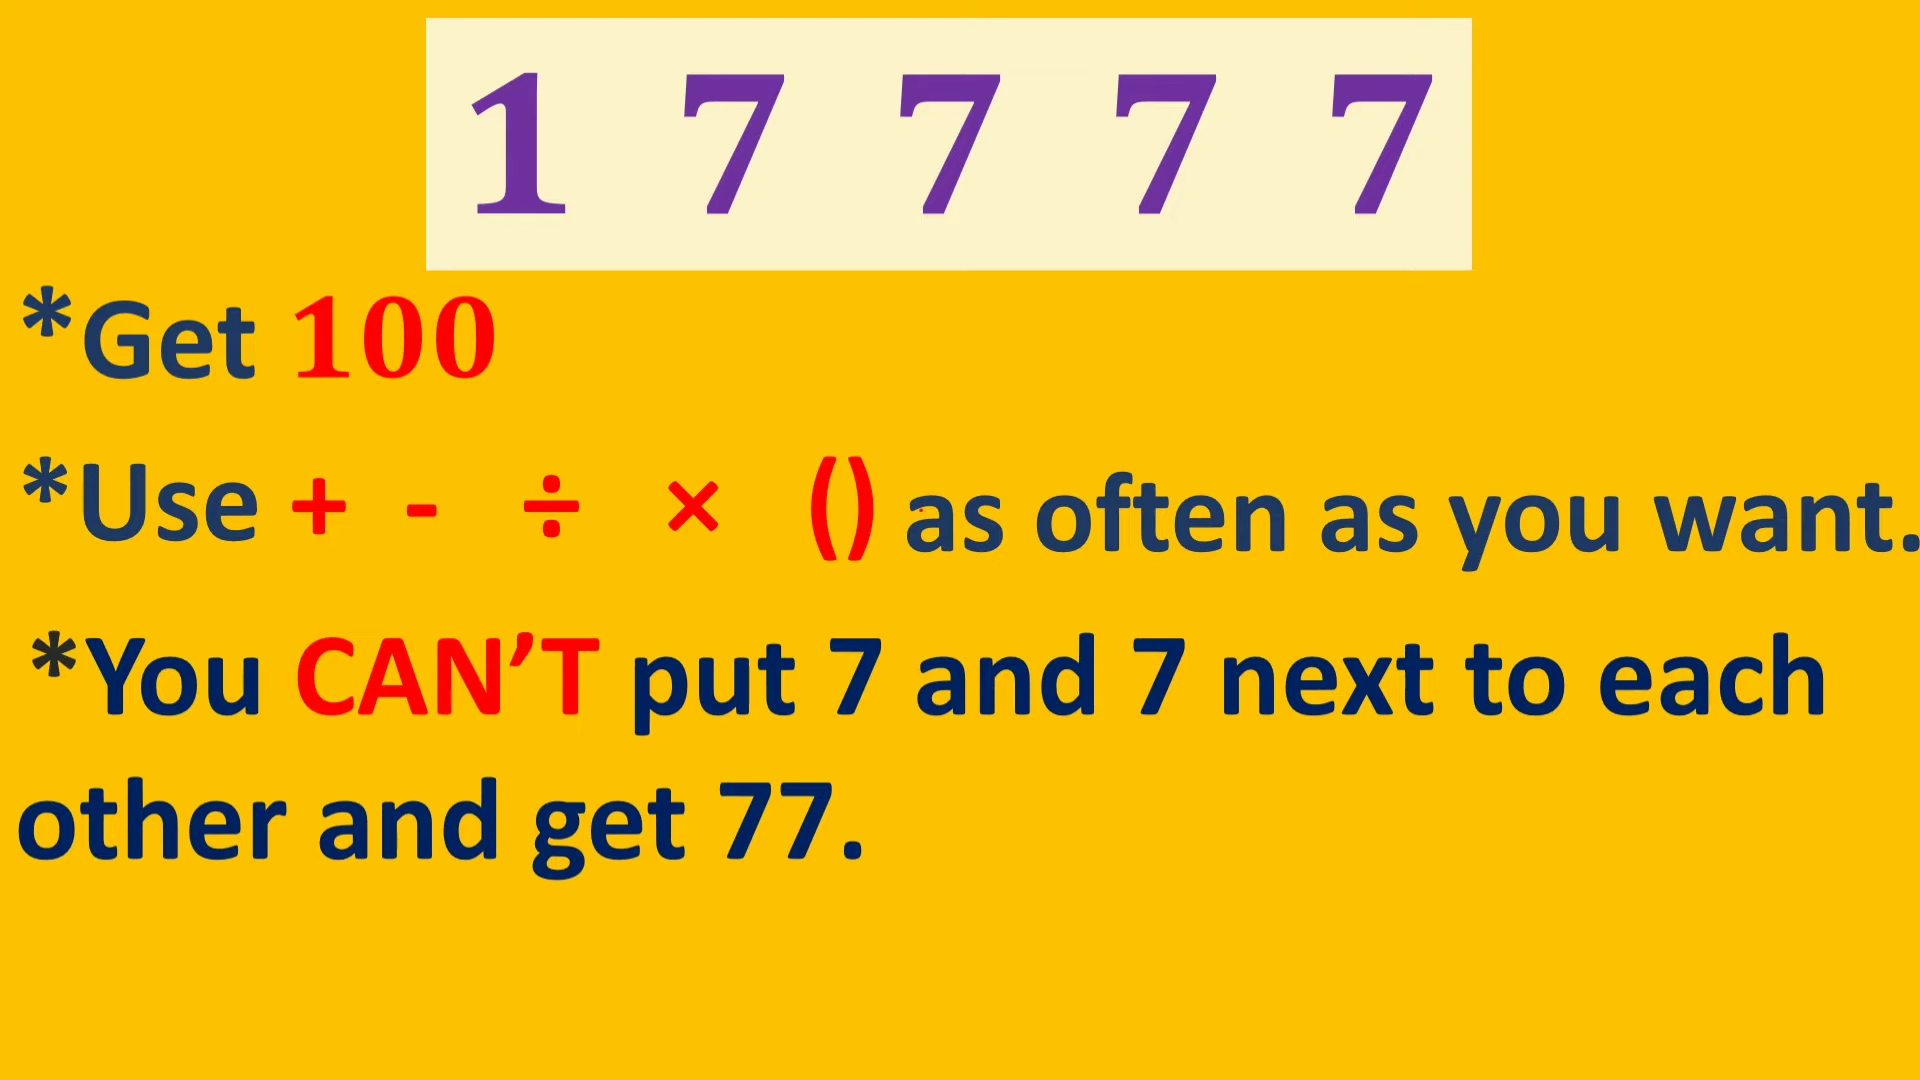 1 7 7 7 7
*Get 100
*Use + - ÷ × () as often as you want.
*You CAN’T put 7 and 7 next to each
other and get 77.